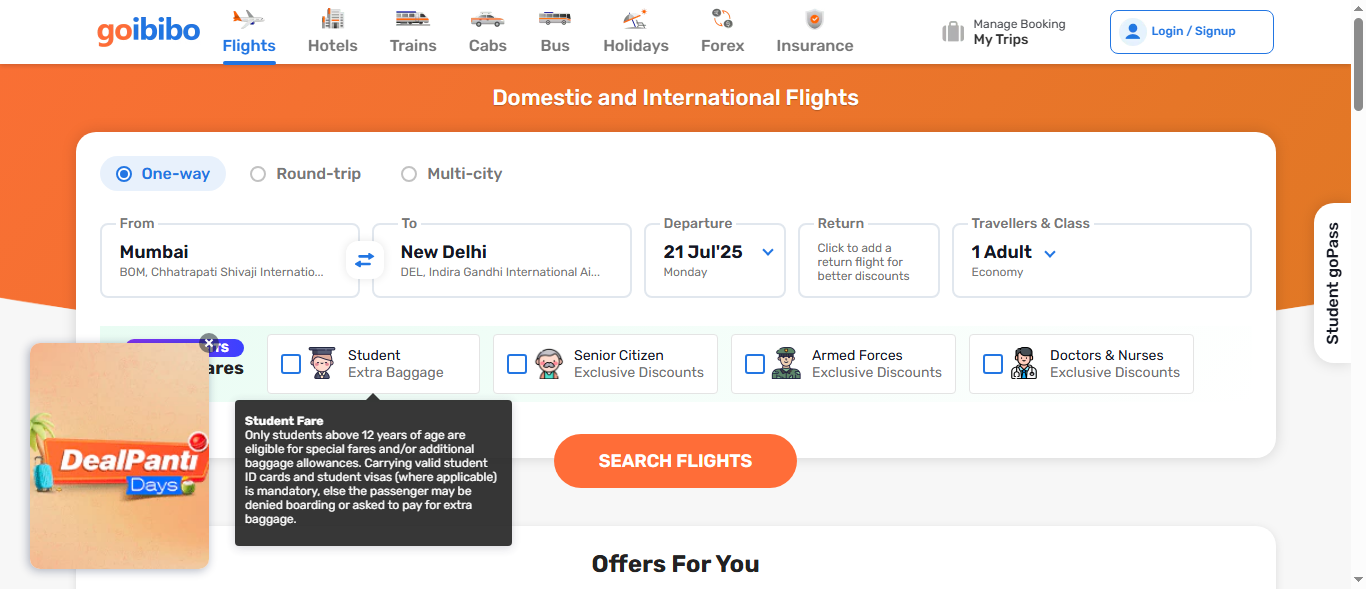 goibibo
Flights
Hotels
Trains
Cabs
Bus
Holidays
Forex
Insurance
Manage Booking
My Trips
Login / Signup
Domestic and International Flights
One-way
Round-trip
Multi-city
From
Mumbai
BOM, Chhatrapati Shivaji Internatio...
To
New Delhi
DEL, Indira Gandhi International Ai...
Departure
21 Jul'25
Monday
Return
Click to add a
return flight for
better discounts
Travellers & Class
1 Adult
Economy
Student goPass
Student
Extra Baggage
Senior Citizen
Exclusive Discounts
Armed Forces
Exclusive Discounts
Doctors & Nurses
Exclusive Discounts
Student Fare
Only students above 12 years of age are
eligible for special fares and/or additional
baggage allowances. Carrying valid student
ID cards and student visas (where applicable)
is mandatory, else the passenger may be
denied boarding or asked to pay for extra
baggage.
DealPanti
Days
SEARCH FLIGHTS
Offers For You